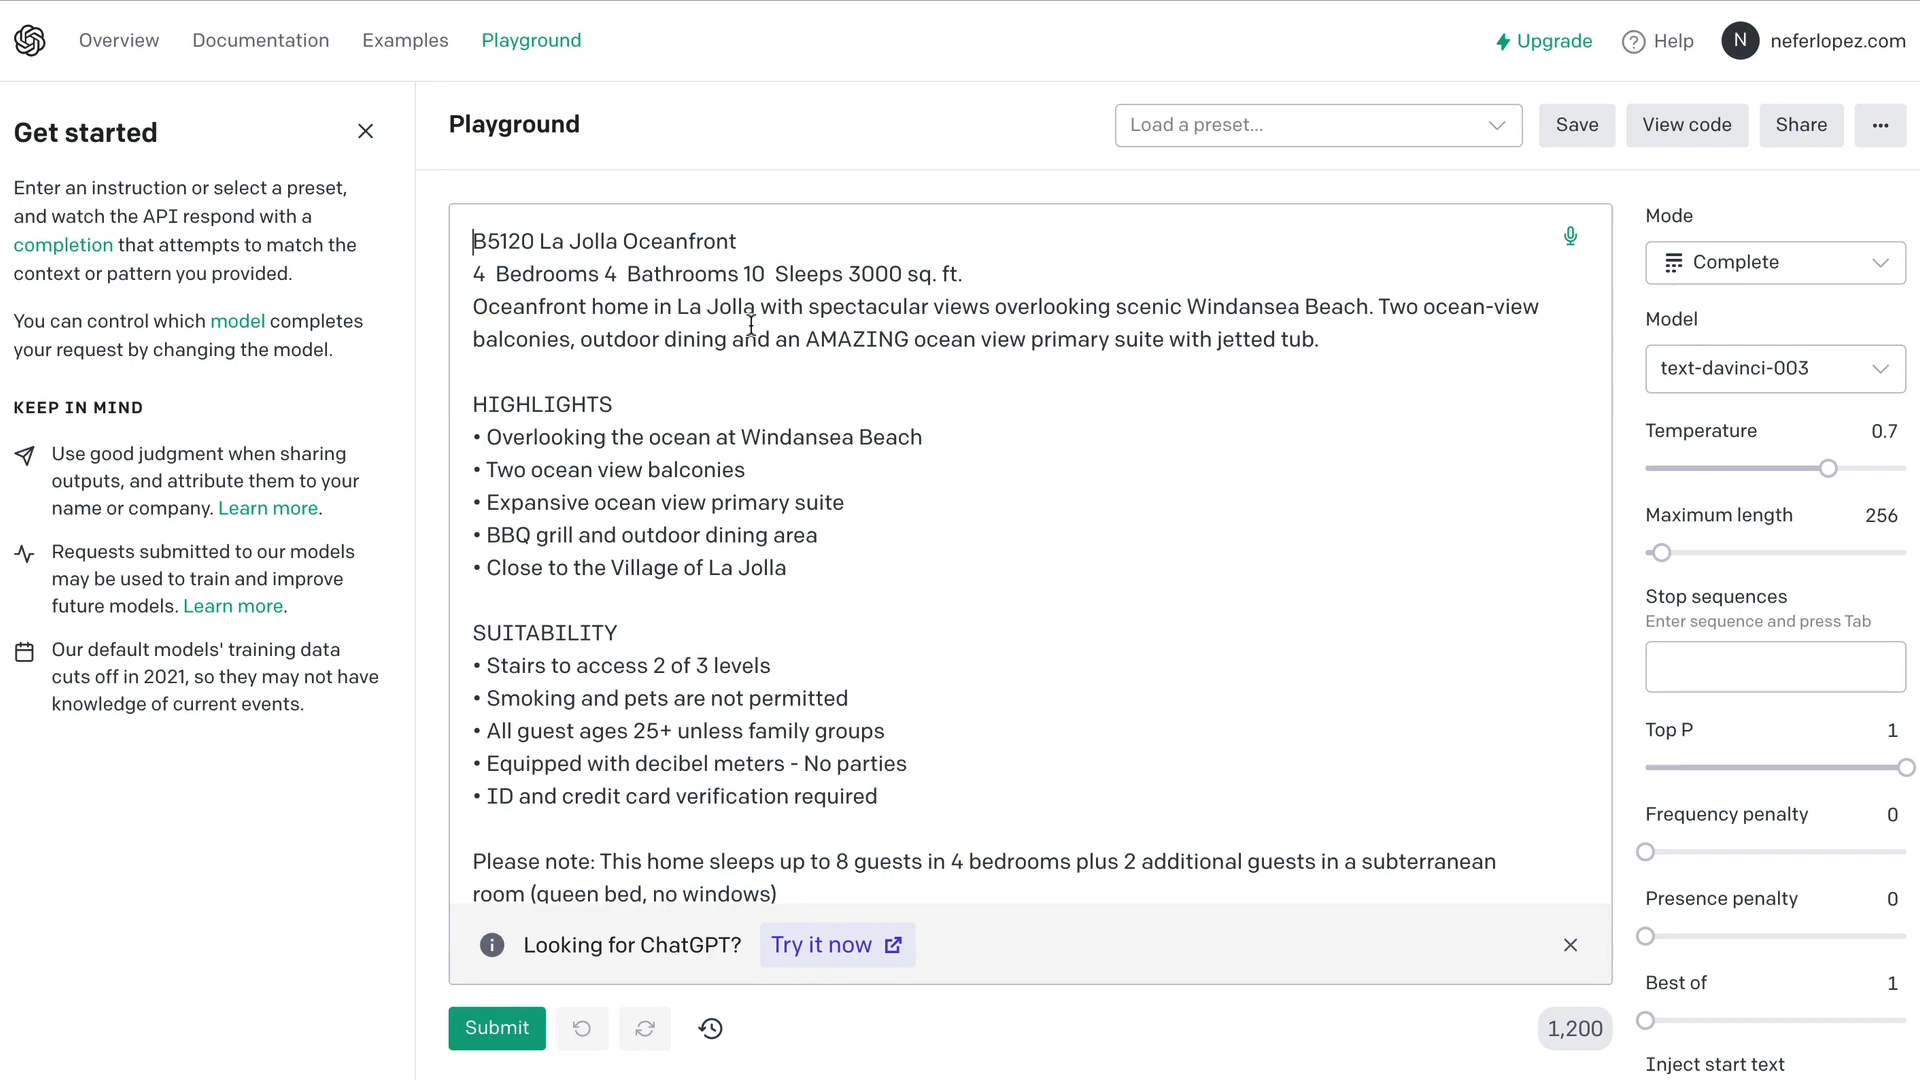 Overview Documentation Examples Playground Upgrade Help N neferlopez.com
Get started
Enter an instruction or select a preset,
and watch the API respond with a
completion that attempts to match the
context or pattern you provided.
You can control which model completes
your request by changing the model.
KEEP IN MIND
Use good judgment when sharing
outputs, and attribute them to your
name or company. Learn more.
Requests submitted to our models
may be used to train and improve
future models. Learn more.
Our default models' training data
cuts off in 2021, so they may not have
knowledge of current events.
Playground
Load a preset...
Save
View code
Share
B5120 La Jolla Oceanfront
4 Bedrooms 4 Bathrooms 10 Sleeps 3000 sq. ft.
Oceanfront home in La Jolla with spectacular views overlooking scenic Windansea Beach. Two ocean-view
balconies, outdoor dining and an AMAZING ocean view primary suite with jetted tub.
HIGHLIGHTS
• Overlooking the ocean at Windansea Beach
• Two ocean view balconies
• Expansive ocean view primary suite
• BBQ grill and outdoor dining area
• Close to the Village of La Jolla
SUITABILITY
• Stairs to access 2 of 3 levels
• Smoking and pets are not permitted
• All guest ages 25+ unless family groups
• Equipped with decibel meters - No parties
• ID and credit card verification required
Please note: This home sleeps up to 8 guests in 4 bedrooms plus 2 additional guests in a subterranean
room (queen bed, no windows)
Looking for ChatGPT? Try it now
Submit
1,200
Mode
Complete
Model
text-davinci-003
Temperature 0.7
Maximum length 256
Stop sequences
Enter sequence and press Tab
Top P 1
Frequency penalty 0
Presence penalty 0
Best of 1
Inject start text